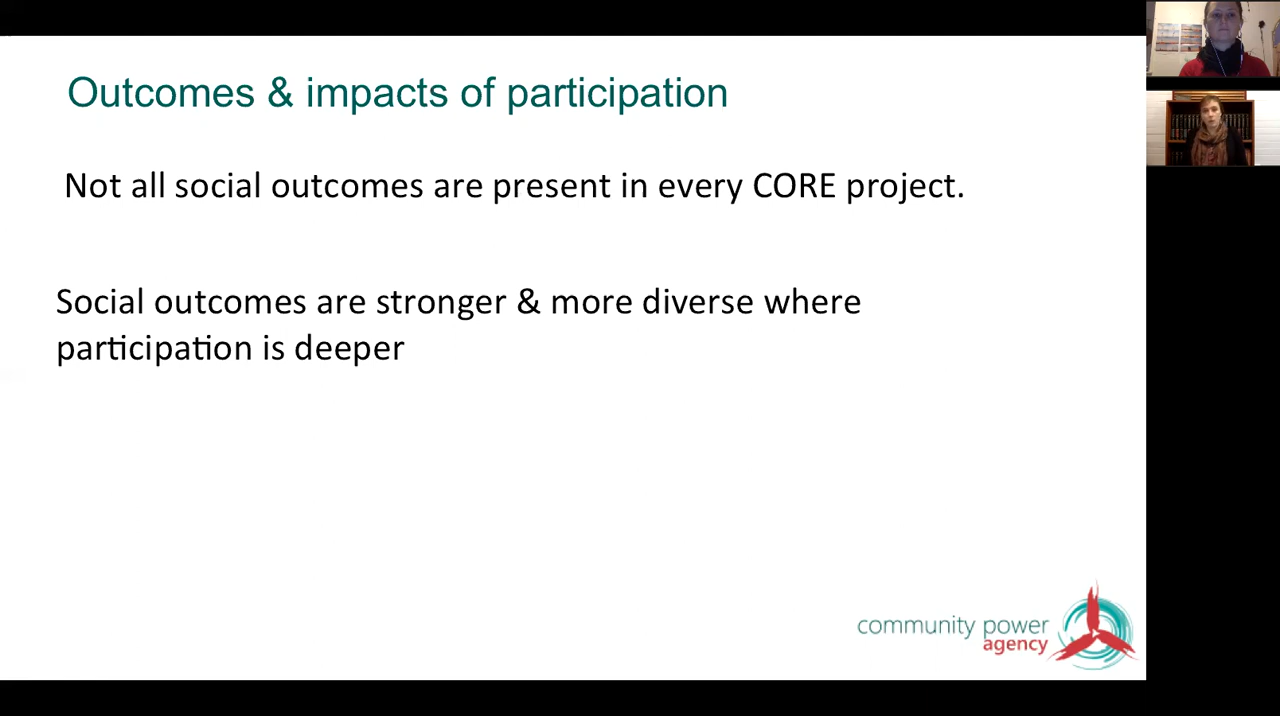 Outcomes & impacts of participation
Not all social outcomes are present in every CORE project.
Social outcomes are stronger & more diverse where
participation is deeper
community power
agency